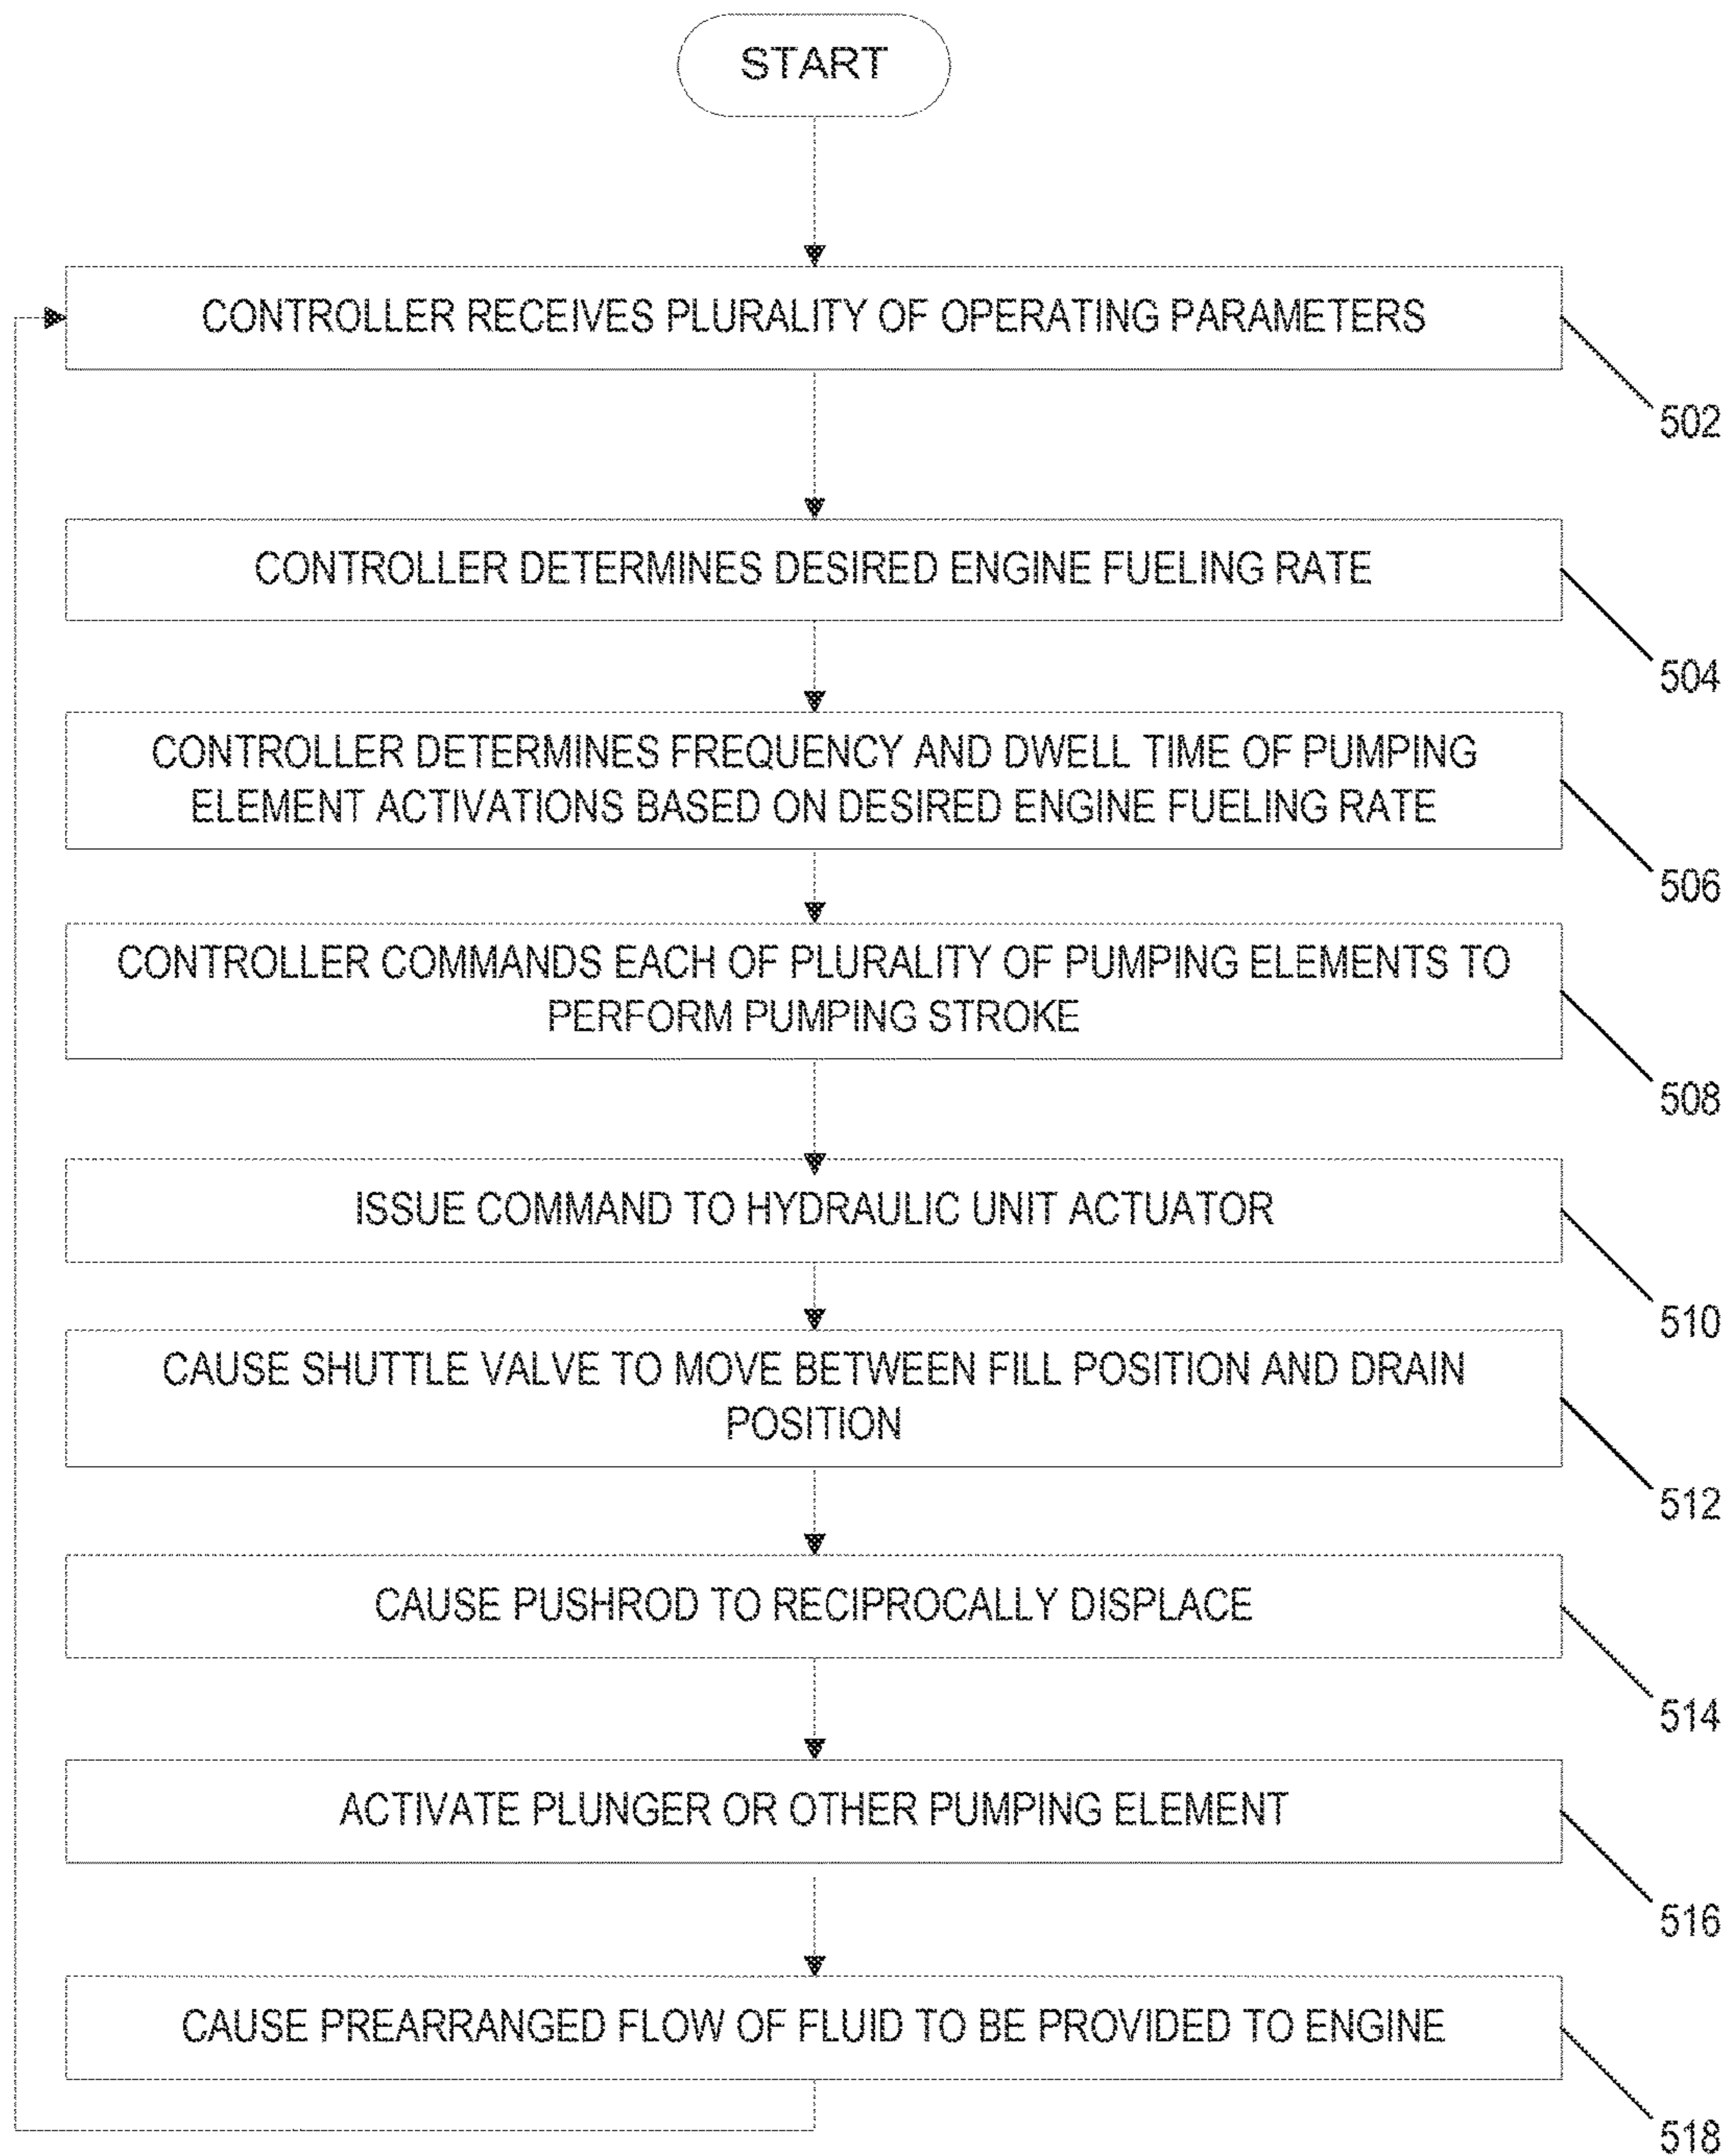 START
CONTROLLER RECEIVES PLURALITY OF OPERATING PARAMETERS
502
CONTROLLER DETERMINES DESIRED ENGINE FUELING RATE
504
CONTROLLER DETERMINES FREQUENCY AND DWELL TIME OF PUMPING
ELEMENT ACTIVATIONS BASED ON DESIRED ENGINE FUELING RATE
506
CONTROLLER COMMANDS EACH OF PLURALITY OF PUMPING ELEMENTS TO
PERFORM PUMPING STROKE
508
ISSUE COMMAND TO HYDRAULIC UNIT ACTUATOR
510
CAUSE SHUTTLE VALVE TO MOVE BETWEEN FILL POSITION AND DRAIN
POSITION
512
CAUSE PUSHROD TO RECIPROCALLY DISPLACE
514
ACTIVATE PLUNGER OR OTHER PUMPING ELEMENT
516
CAUSE PREARRANGED FLOW OF FLUID TO BE PROVIDED TO ENGINE
518